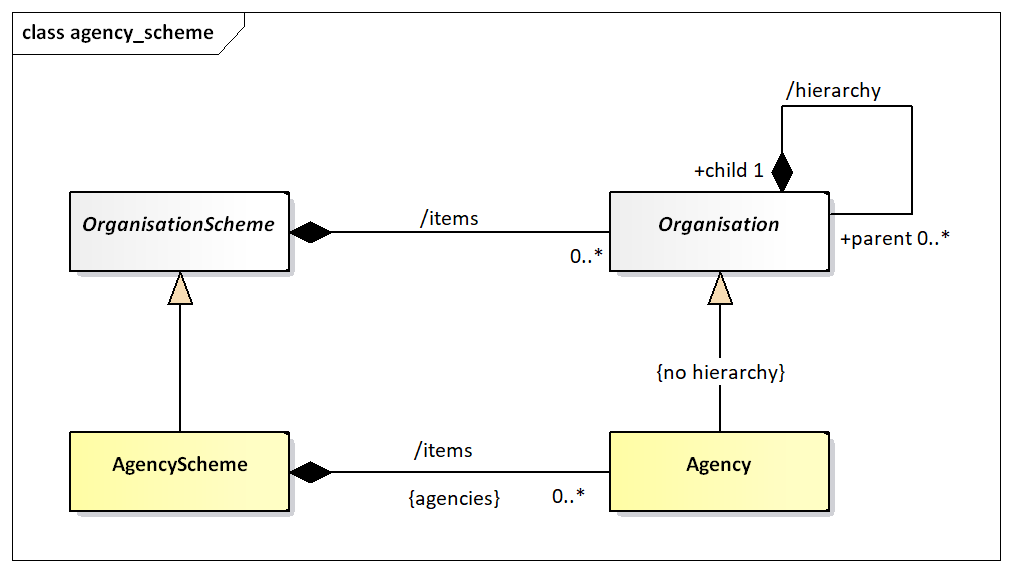 class agency_scheme
/hierarchy
+child 1
OrganisationScheme
/items
0..*
Organisation
+parent 0..*
{no hierarchy}
AgencyScheme
/items
{agencies}
0..*
Agency